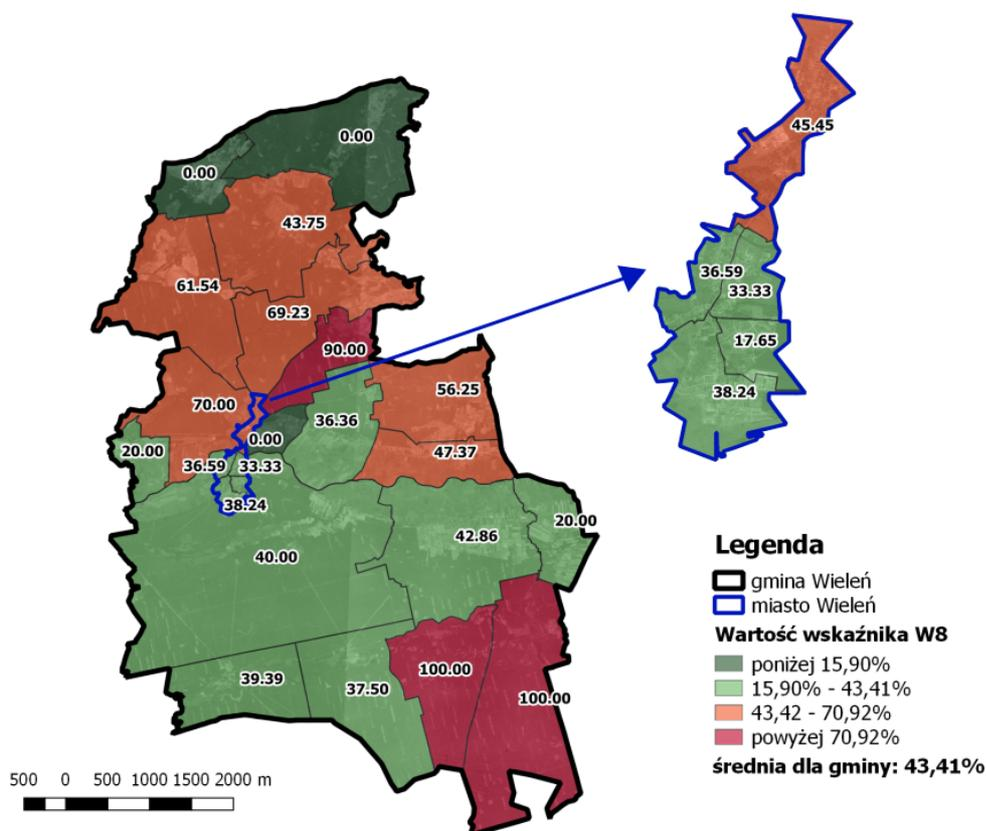 0.00
0.00
43.75
61.54
69.23
90.00
70.00
56.25
36.36
0.00
47.37
20.00
36.59
33.33
38.24
20.00
42.86
40.00
39.39
37.50
100.00
100.00
45.45
36.59
33.33
17.65
38.24
Legenda
gmina Wieleń
miasto Wieleń
Wartość wskaźnika W8
poniżej 15,90%
15,90% - 43,41%
43,42 - 70,92%
powyżej 70,92%
średnia dla gminy: 43,41%
500 0 500 1000 1500 2000 m